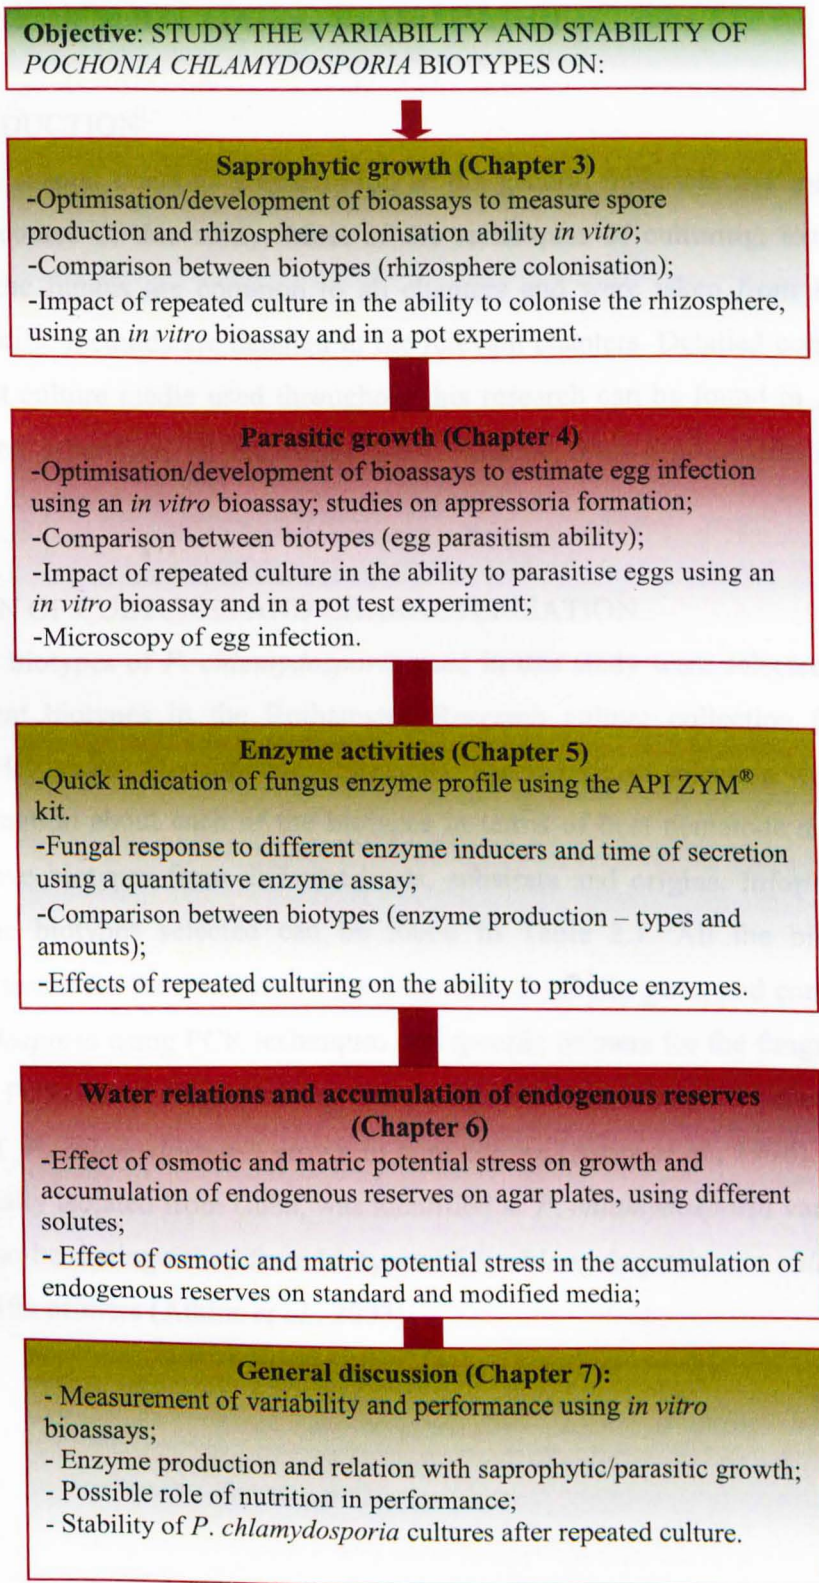 Objective: STUDY THE VARIABILITY AND STABILITY OF
POCHONIA CHLAMYDOSPORIA BIOTYPES ON:
Saprophytic growth (Chapter 3)
-Optimisation/development of bioassays to measure spore
production and rhizosphere colonisation ability in vitro;
-Comparison between biotypes (rhizosphere colonisation);
-Impact of repeated culture in the ability to colonise the rhizosphere,
using an in vitro bioassay and in a pot experiment.
Parasitic growth (Chapter 4)
-Optimisation/development of bioassays to estimate egg infection
using an in vitro bioassay; studies on appressoria formation;
-Comparison between biotypes (egg parasitism ability);
-Impact of repeated culture in the ability to parasitise eggs using an
in vitro bioassay and in a pot test experiment;
-Microscopy of egg infection.
Enzyme activities (Chapter 5)
-Quick indication of fungus enzyme profile using the API ZYM®
kit.
-Fungal response to different enzyme inducers and time of secretion
using a quantitative enzyme assay;
-Comparison between biotypes (enzyme production – types and
amounts);
-Effects of repeated culturing on the ability to produce enzymes.
Water relations and accumulation of endogenous reserves
(Chapter 6)
-Effect of osmotic and matric potential stress on growth and
accumulation of endogenous reserves on agar plates, using different
solutes;
- Effect of osmotic and matric potential stress in the accumulation of
endogenous reserves on standard and modified media;
General discussion (Chapter 7):
- Measurement of variability and performance using in vitro
bioassays;
- Enzyme production and relation with saprophytic/parasitic growth;
- Possible role of nutrition in performance;
- Stability of P. chlamydosporia cultures after repeated culture.